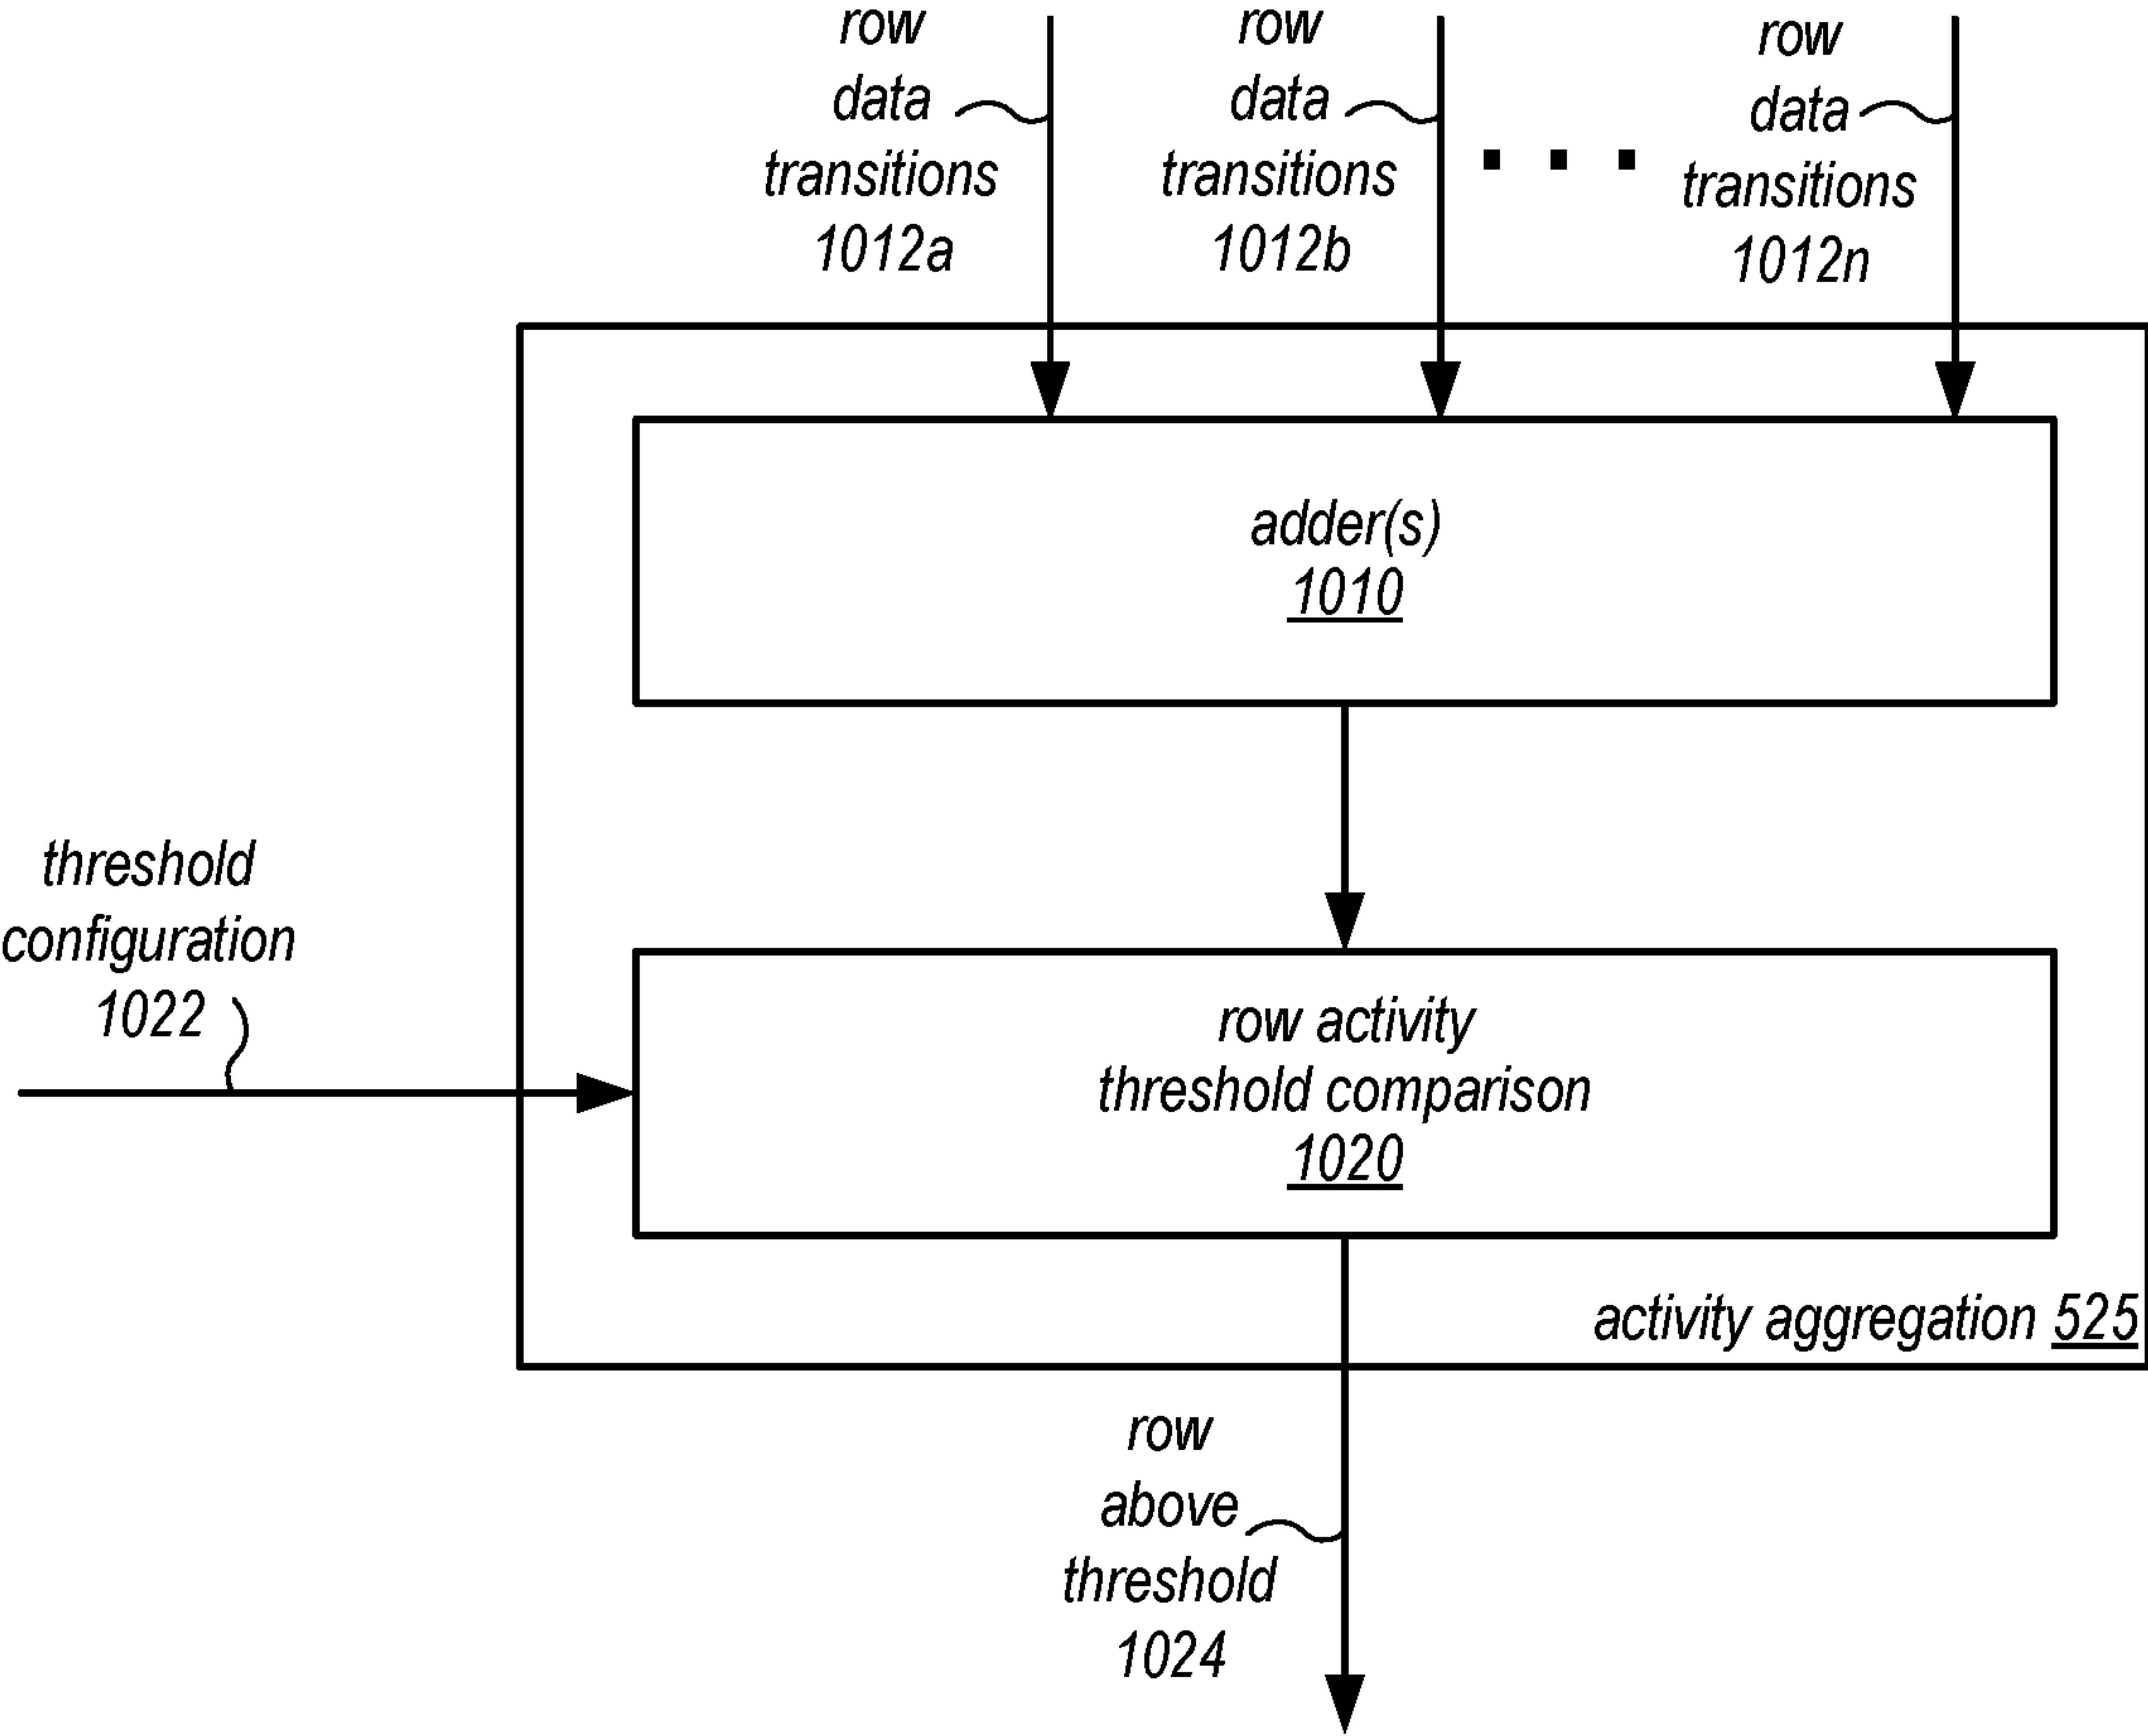 row
data
transitions
1012a
row
data
transitions
1012b
row
data
transitions
1012n
adder(s)
1010
threshold
configuration
1022
row activity
threshold comparison
1020
activity aggregation 525
row
above
threshold
1024